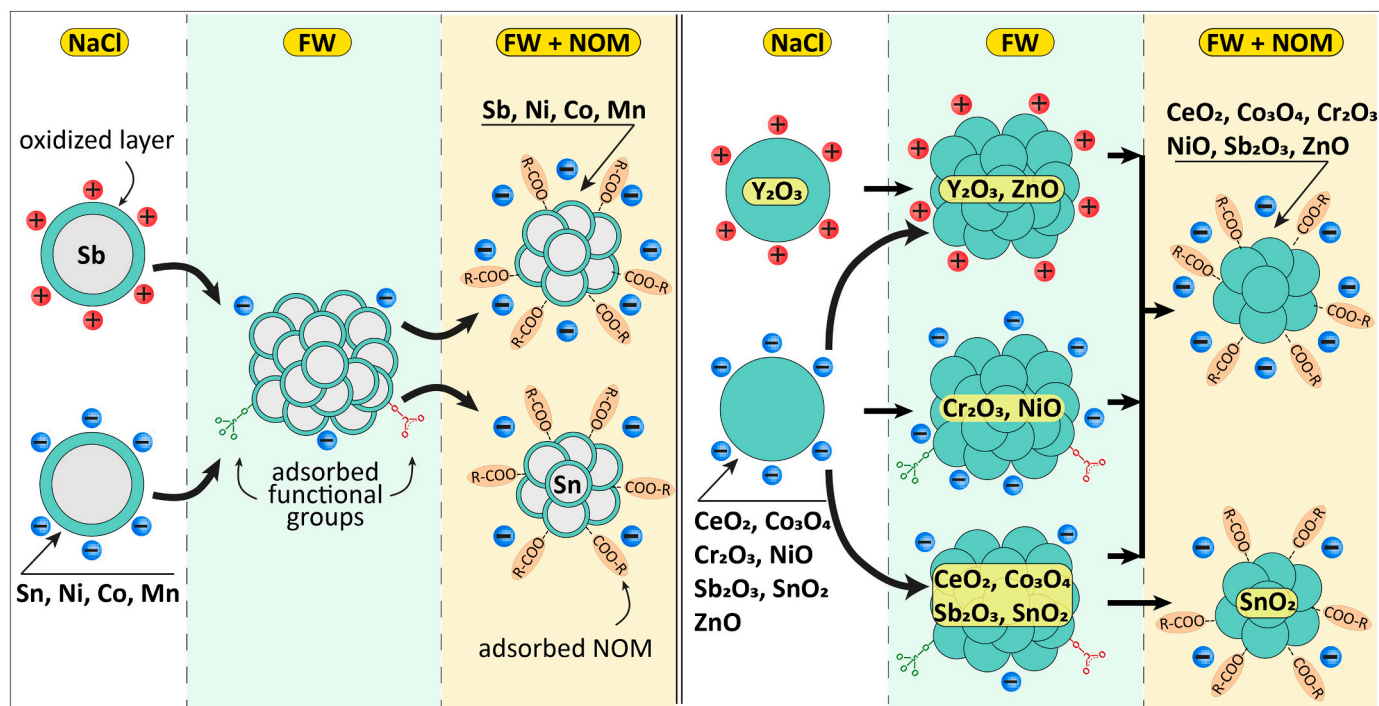 NaCl
FW
FW + NOM
oxidized layer
Sb
Sn, Ni, Co, Mn
adsorbed
functional
groups
Sb, Ni, Co, Mn
R-COO
COO-R
R-COO
COO-R
R-COO
COO-R
Sn
R-COO
R-COO
R-COO
COO-R
R-COO
COO-R
adsorbed NOM
NaCl
FW
FW + NOM
Y₂O₃
CeO₂, Co₃O₄
Cr₂O₃, NiO
Sb₂O₃, SnO₂
ZnO
Y₂O₃, ZnO
Cr₂O₃, NiO
CeO₂, Co₃O₄
Sb₂O₃, SnO₂
CeO₂, Co₃O₄, Cr₂O₃
NiO, Sb₂O₃, ZnO
R-COO
COO-R
R-COO
COO-R
R-COO
COO-R
SnO₂
R-COO
COO-R
R-COO
COO-R
R-COO
COO-R